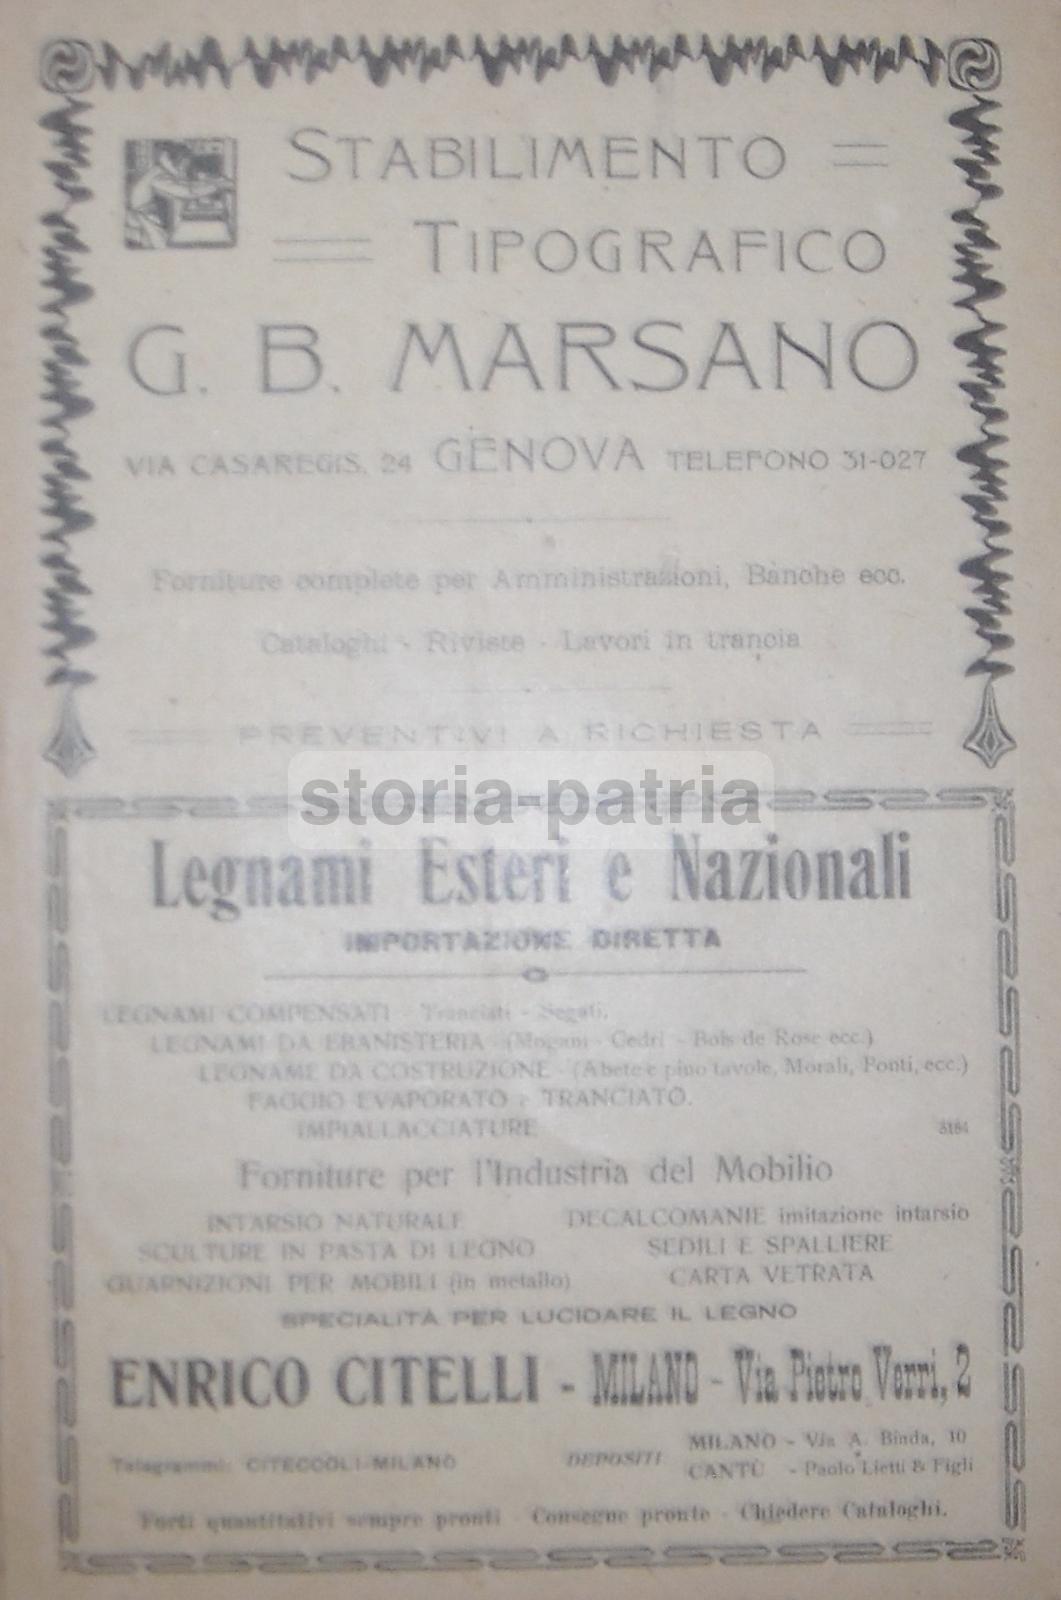 STABILIMENTO
TIPOGRAFICO
G. B. MARSANO
VIA CASAREGIS, 24 GENOVA TELEFONO 31-027
Forniture complete per Amministrazioni, Banche ecc.
Cataloghi - Riviste - Lavori in trancia
PREVENTIVI A RICHIESTA
storia-patria
Legnami Esteri e Nazionali
IMPORTAZIONE DIRETTA
LEGNAMI COMPENSATI - Tranciati - Segati.
LEGNAMI DA EBANISTERIA - (Mogani - Cedri - Bois de Rose ecc.)
LEGNAME DA COSTRUZIONE - (Abete e pino tavole, Morali, Ponti, ecc.)
FAGGIO EVAPORATO e TRANCIATO.
IMPIALLACCIATURE 3184
Forniture per l'Industria del Mobilio
INTARSIO NATURALE DECALCOMANIE imitazione intarsio
SCULTURE IN PASTA DI LEGNO SEDILI E SPALLIERE
GUARNIZIONI PER MOBILI (in metallo) CARTA VETRATA
SPECIALITÀ PER LUCIDARE IL LEGNO
ENRICO CITELLI - MILANO - Via Pietro Verri, 2
Telegrammi: CITECCOLI-MILANO DEPOSITI MILANO - Via A. Binda, 10
CANTÙ - Paolo Lietti & Figli
Forti quantitativi sempre pronti - Consegne pronte - Chiedere Cataloghi.